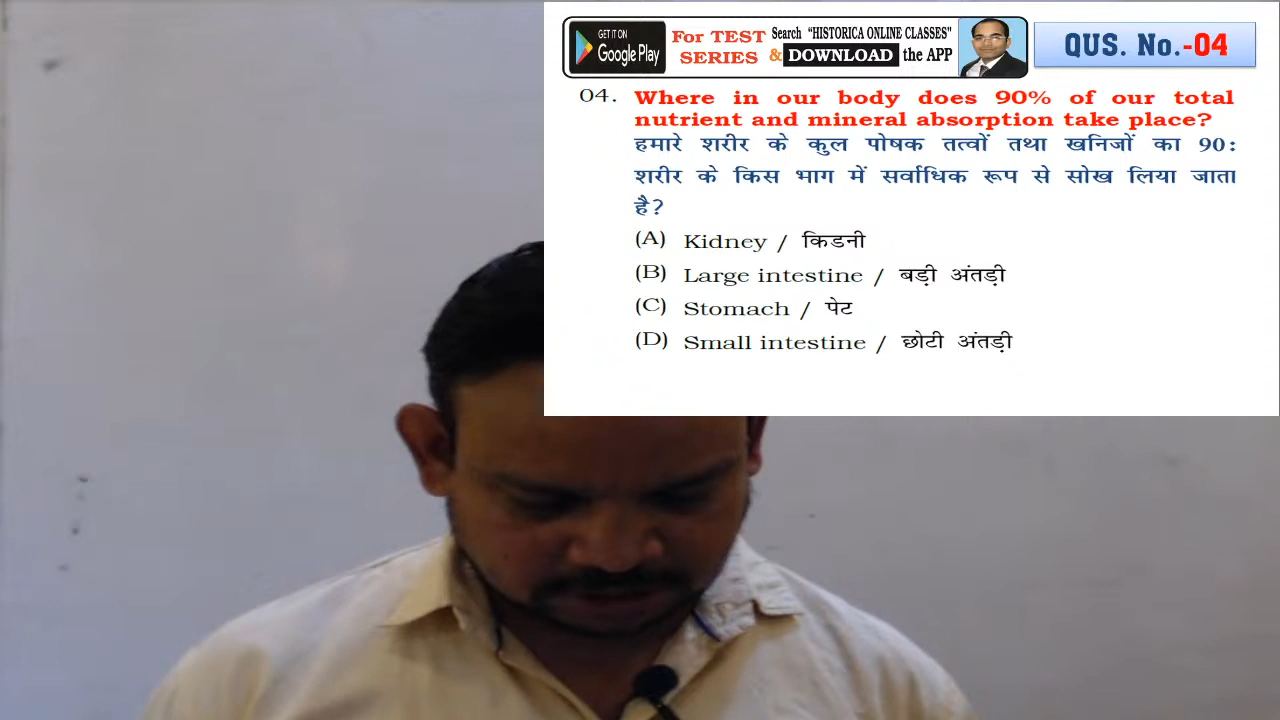 GET IT ON
Google Play
For TEST
SERIES
Search "HISTORICA ONLINE CLASSES"
& DOWNLOAD the APP
QUS. No.-04
04. Where in our body does 90% of our total
nutrient and mineral absorption take place?
हमारे शरीर के कुल पोषक तत्वों तथा खनिजों का 90:
शरीर के किस भाग में सर्वाधिक रूप से सोख लिया जाता
है?
(A) Kidney / किडनी
(B) Large intestine / बड़ी अंतड़ी
(C) Stomach / पेट
(D) Small intestine / छोटी अंतड़ी